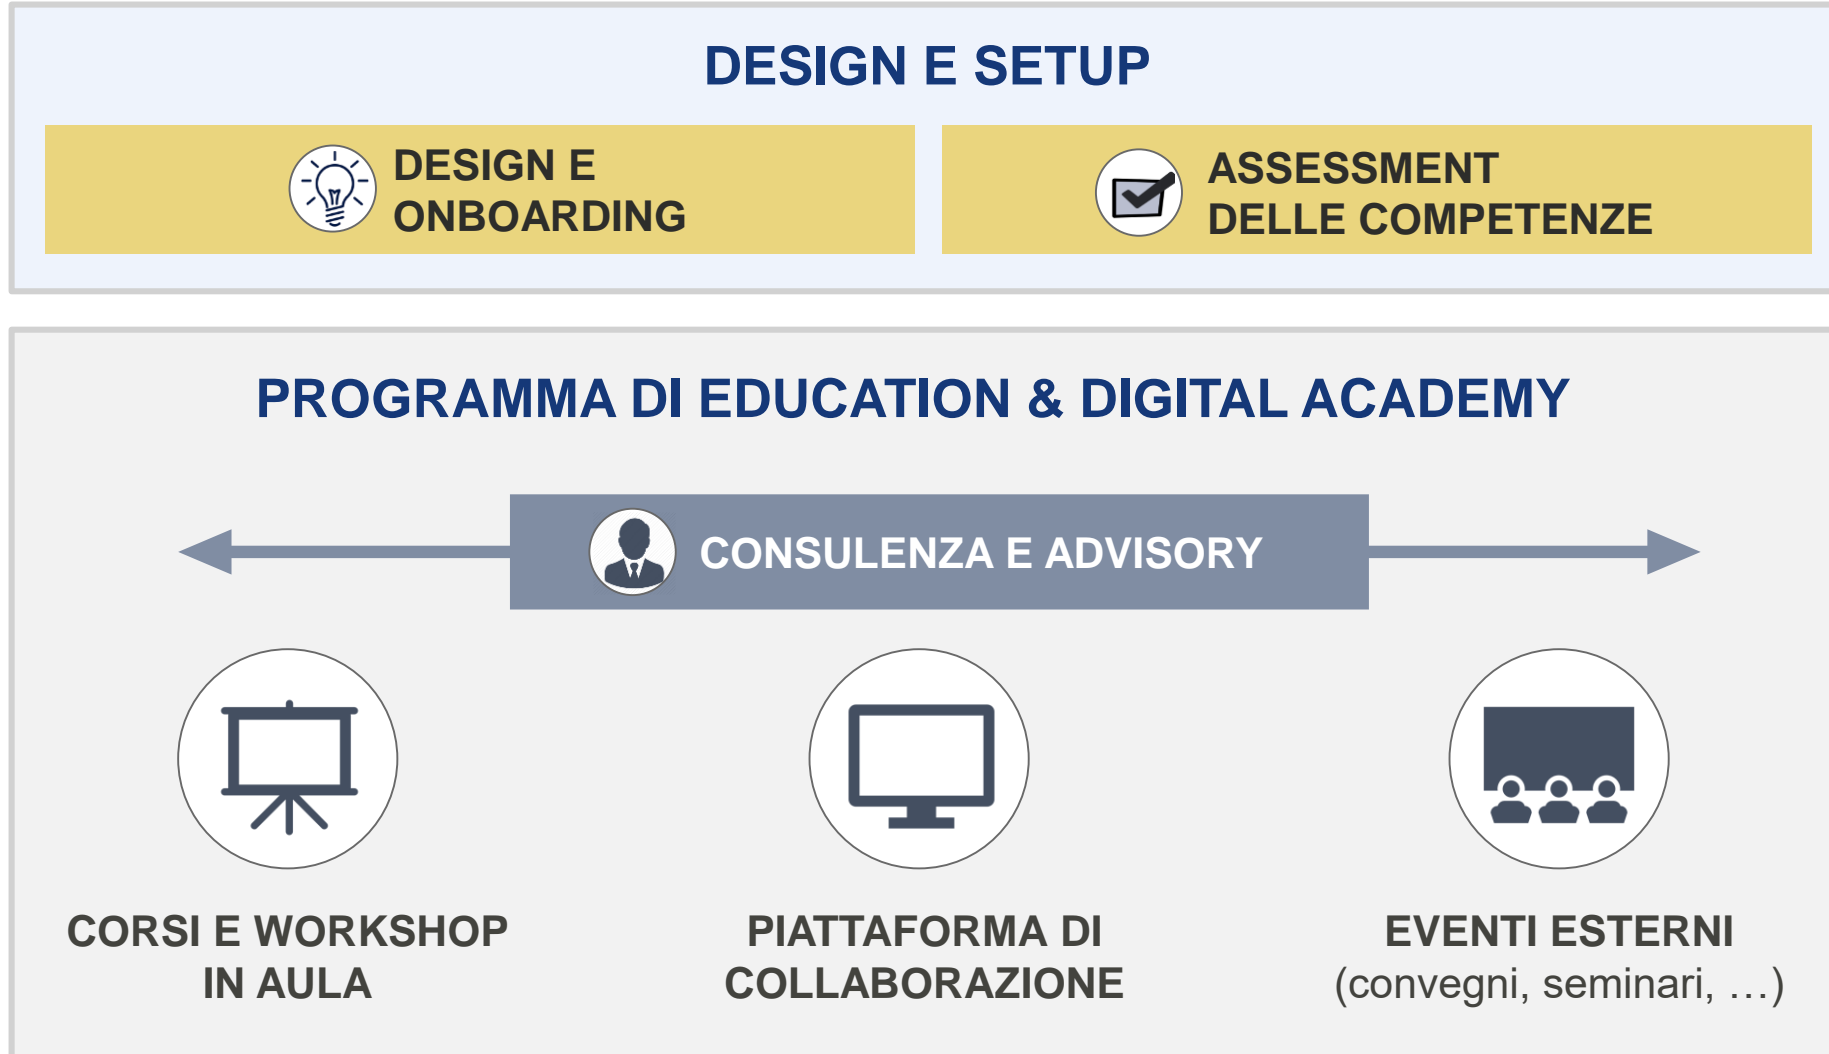 DESIGN E SETUP
DESIGN E
ONBOARDING
ASSESSMENT
DELLE COMPETENZE
PROGRAMMA DI EDUCATION & DIGITAL ACADEMY
CONSULENZA E ADVISORY
CORSI E WORKSHOP
IN AULA
PIATTAFORMA DI
COLLABORAZIONE
EVENTI ESTERNI
(convegni, seminari, …)